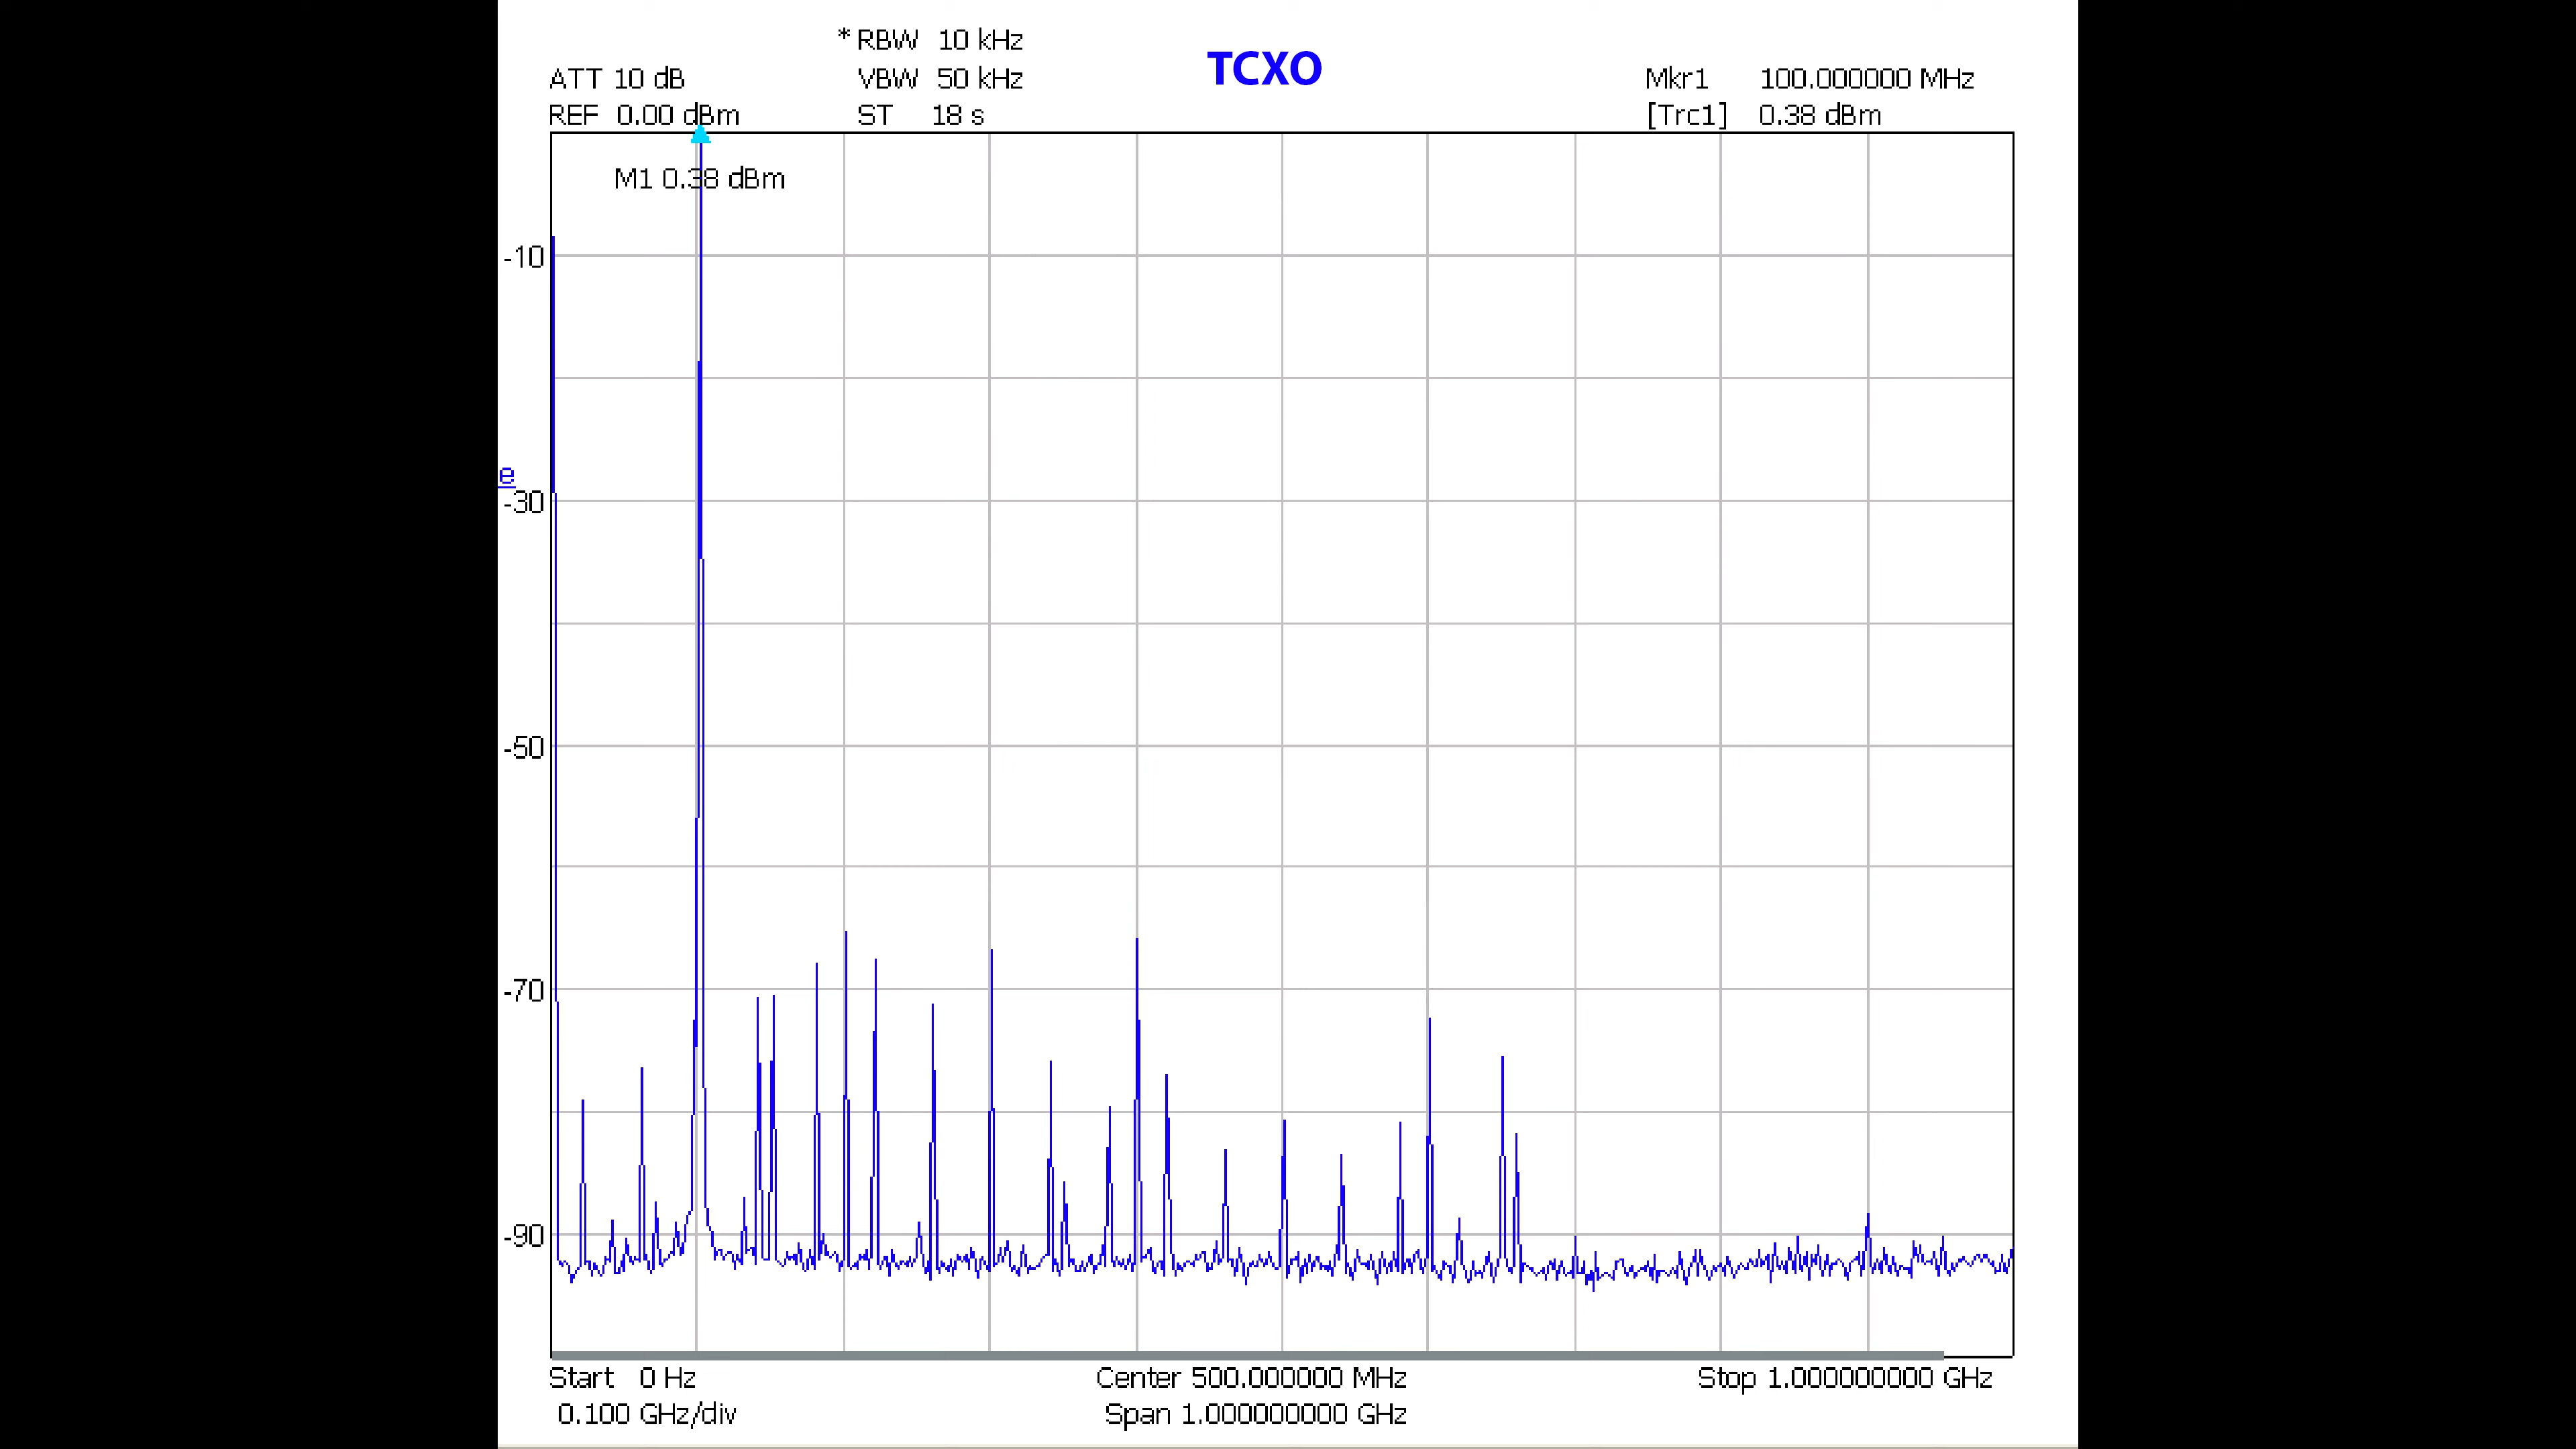 * RBW 10 kHz
TCXO
ATT 10 dB
VBW 50 kHz
Mkr1 100.000000 MHz
REF 0.00 dBm
ST 18 s
[Trc1] 0.38 dBm
M1 0.38 dBm
-10
e
-30
-50
-70
-90
Start 0 Hz
Center 500.000000 MHz
Stop 1.000000000 GHz
0.100 GHz/div
Span 1.000000000 GHz